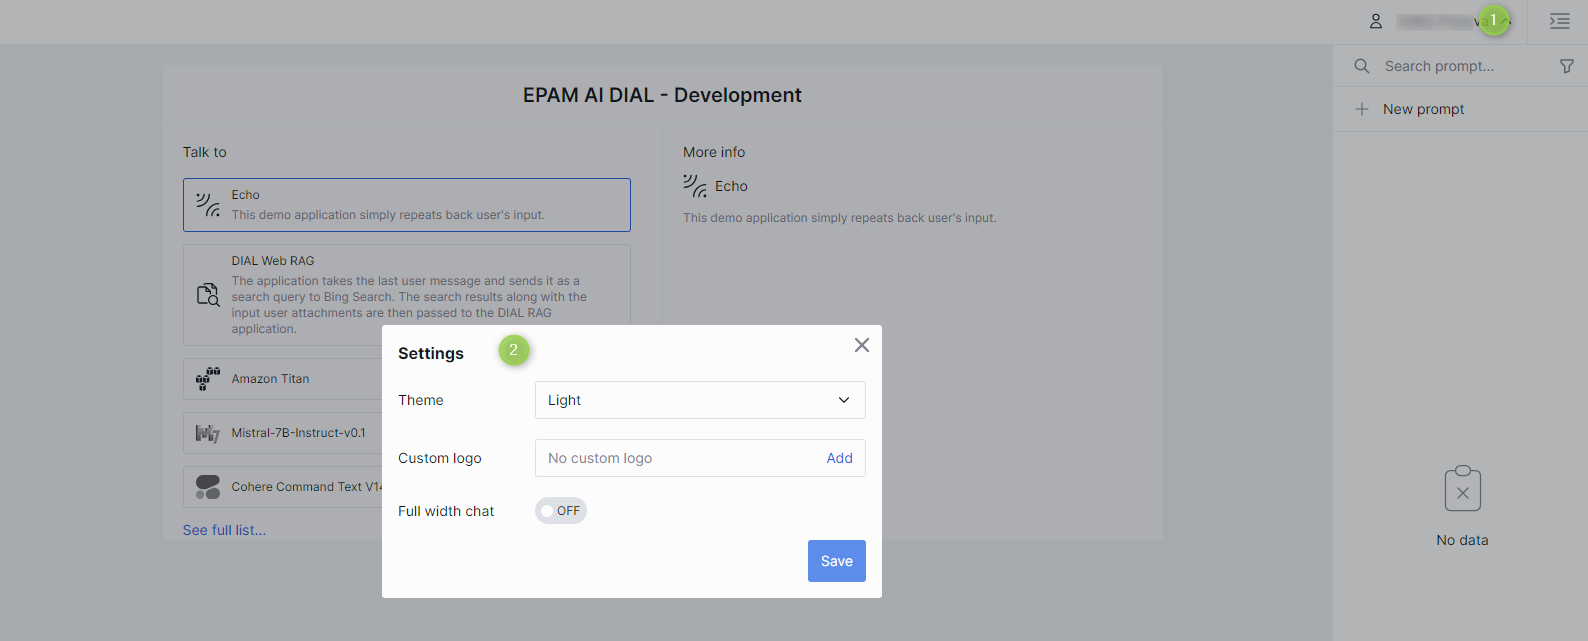 1
Search prompt...
New prompt
EPAM AI DIAL - Development
Talk to
Echo
This demo application simply repeats back user's input.
DIAL Web RAG
The application takes the last user message and sends it as a
search query to Bing Search. The search results along with the
input user attachments are then passed to the DIAL RAG
application.
Amazon Titan
Mistral-7B-Instruct-v0.1
Cohere Command Text V14
See full list...
More info
Echo
This demo application simply repeats back user's input.
Settings
2
Theme
Light
Custom logo
No custom logo
Add
Full width chat
OFF
Save
No data